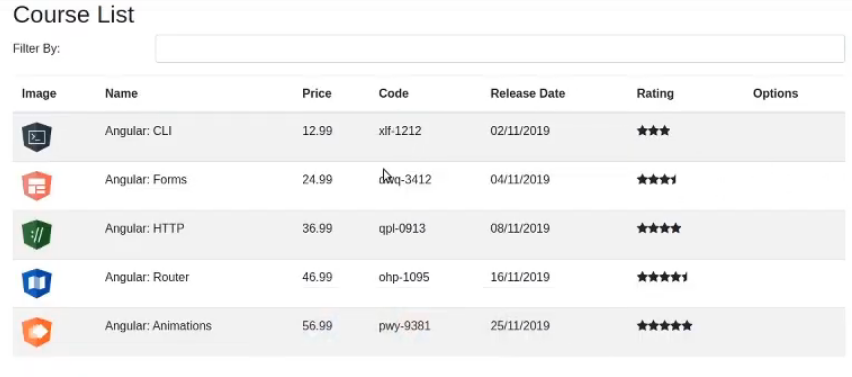 Course List
Filter By:
Image Name Price Code Release Date Rating Options
Angular: CLI 12.99 xlf-1212 02/11/2019
Angular: Forms 24.99 dwq-3412 04/11/2019
Angular: HTTP 36.99 qpl-0913 08/11/2019
Angular: Router 46.99 ohp-1095 16/11/2019
Angular: Animations 56.99 pwy-9381 25/11/2019